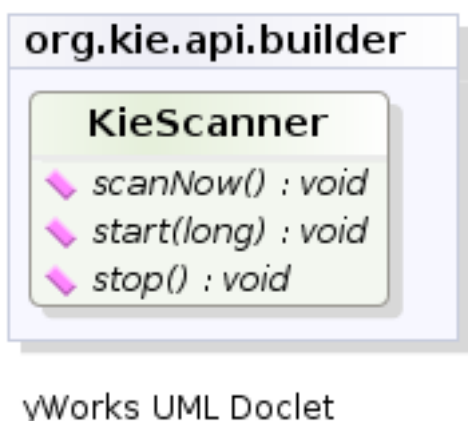 org.kie.api.builder
KieScanner
scanNow() : void
start(long) : void
stop() : void
yWorks UML Doclet